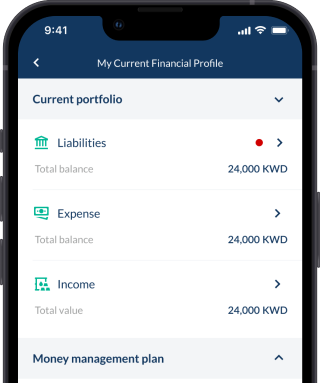 9:41
My Current Financial Profile
Current portfolio
Liabilities
Total balance 24,000 KWD
Expense
Total balance 24,000 KWD
Income
Total value 24,000 KWD
Money management plan